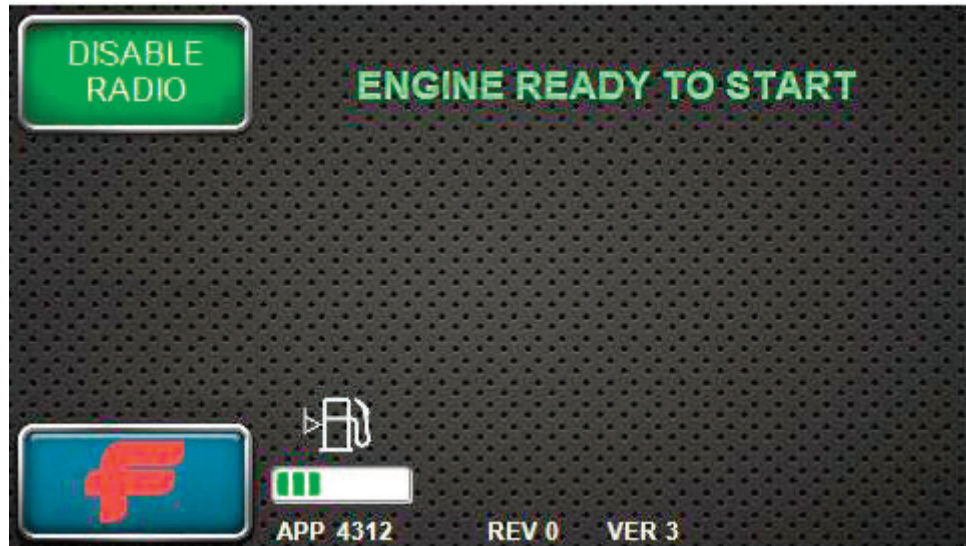 DISABLE
RADIO
ENGINE READY TO START
APP 4312 REV 0 VER 3